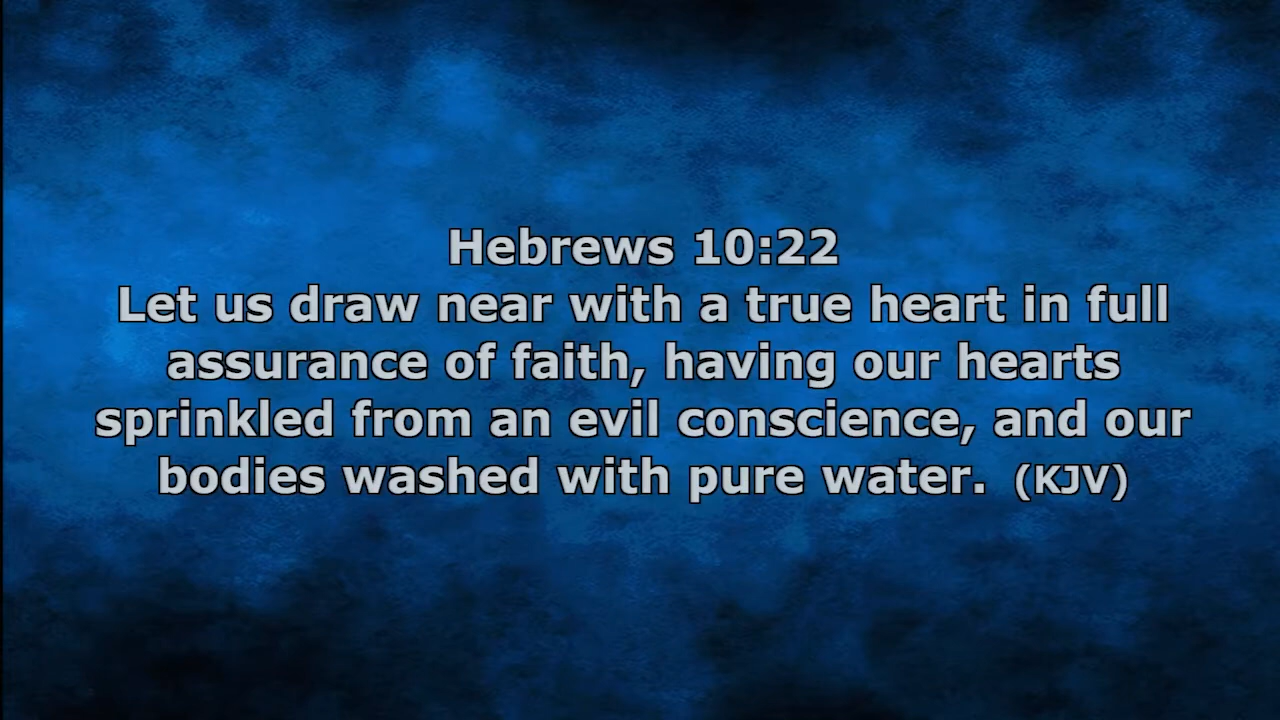 Hebrews 10:22
Let us draw near with a true heart in full
assurance of faith, having our hearts
sprinkled from an evil conscience, and our
bodies washed with pure water. (KJV)